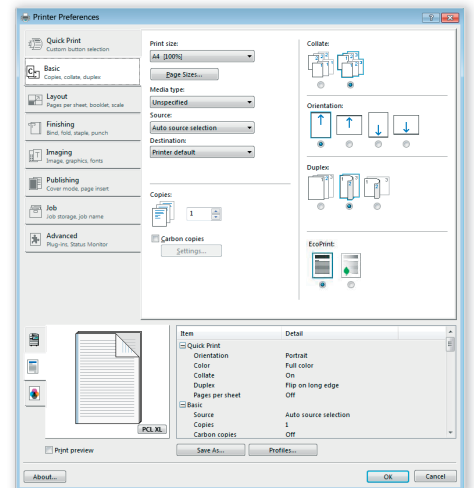 Printer Preferences
Quick Print
Custom button selection
Basic
Copies, collate, duplex
Layout
Pages per sheet, booklet, scale
Finishing
Bind, fold, staple, punch
Imaging
Image, graphics, fonts
Publishing
Cover mode, page insert
Job
Job storage, job name
Advanced
Plug-ins, Status Monitor
Print size:
A4 [100%]
Page Sizes...
Media type:
Unspecified
Source:
Auto source selection
Destination:
Printer default
Copies:
1
Carbon copies
Settings...
Collate:
Orientation:
Duplex:
EcoPrint:
PCL XL
Print preview
Item Detail
Quick Print
Orientation Portrait
Color Full color
Collate On
Duplex Flip on long edge
Pages per sheet Off
Basic
Source Auto source selection
Copies 1
Carbon copies Off
Save As... Profiles...
About... OK Cancel